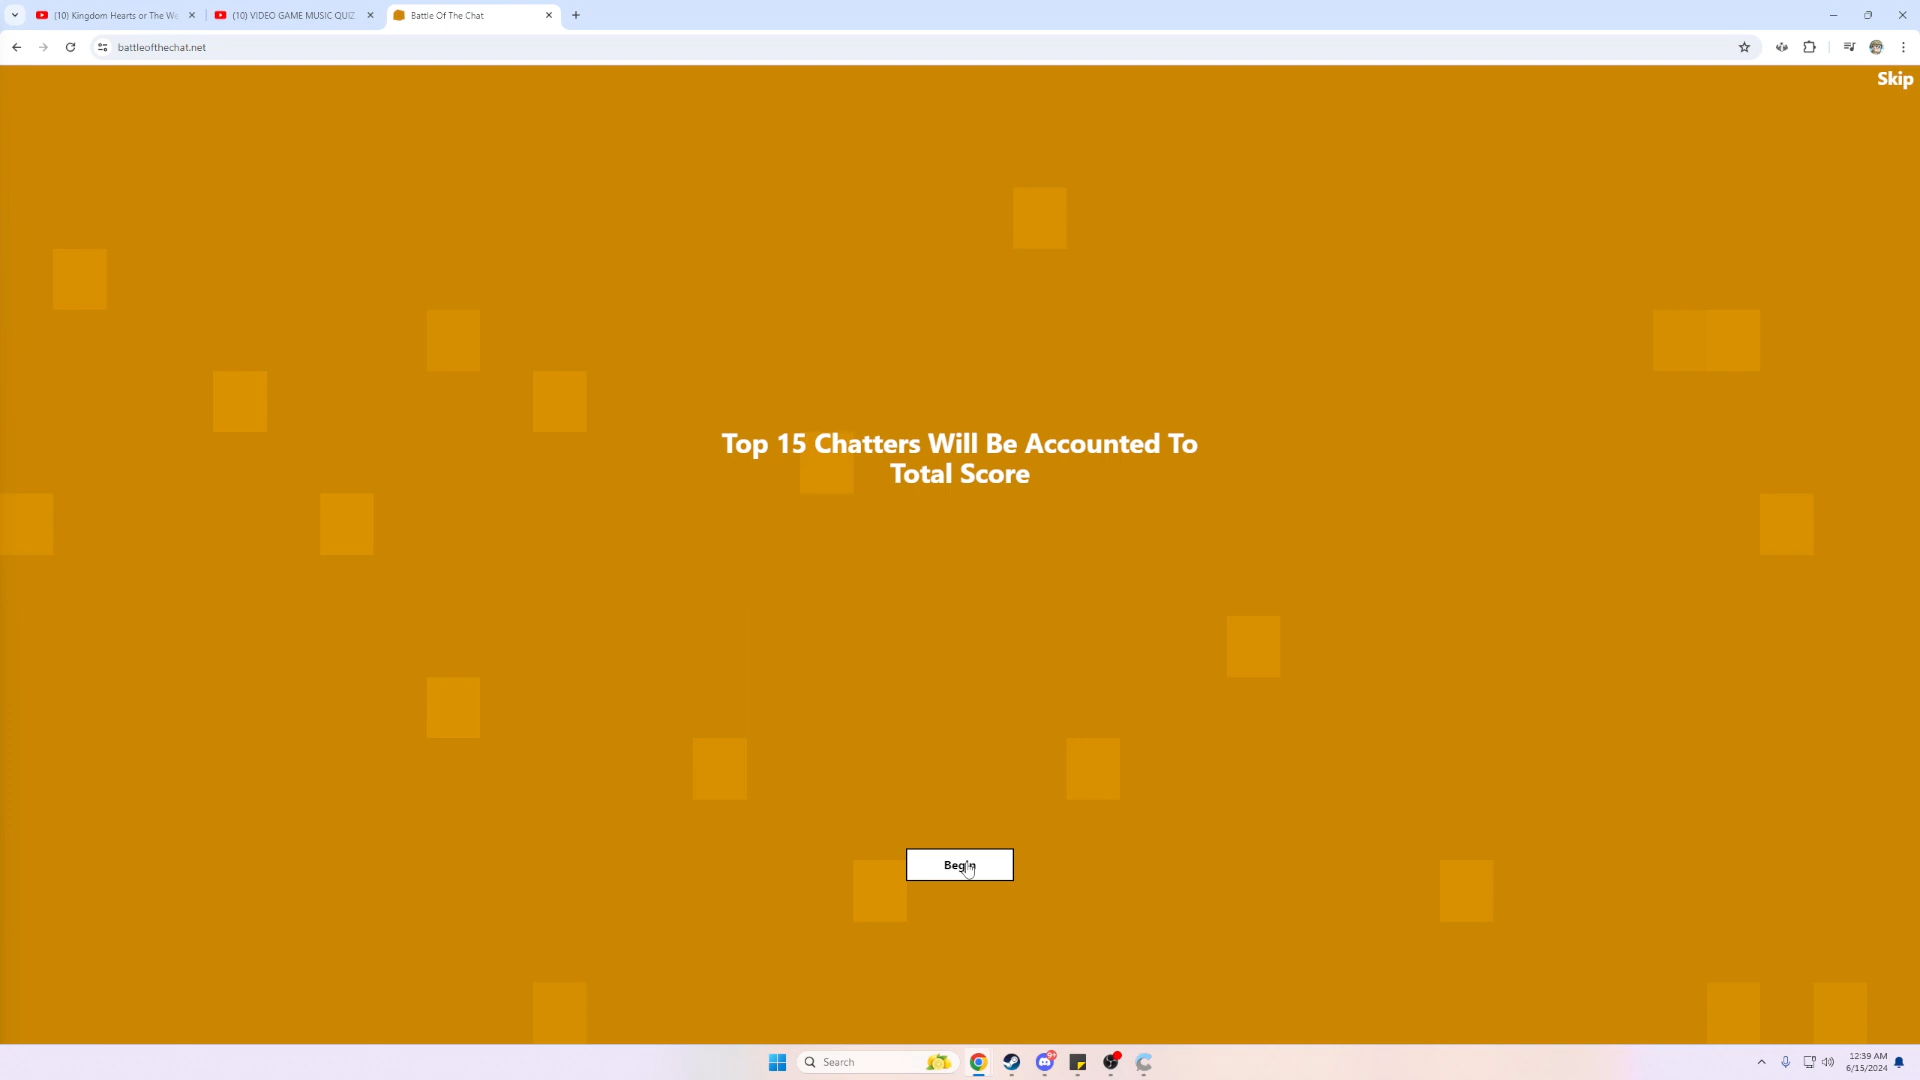 (10) Kingdom Hearts or The We
(10) VIDEO GAME MUSIC QUIZ
Battle Of The Chat
battleofthechat.net
Skip
Top 15 Chatters Will Be Accounted To
Total Score
Begin
Search
12:39 AM
6/15/2024